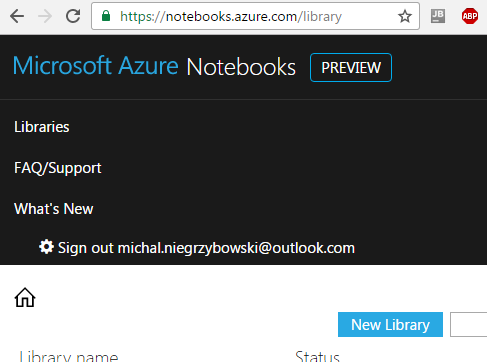 https://notebooks.azure.com/library
JB
ABP
Microsoft Azure Notebooks PREVIEW
Libraries
FAQ/Support
What's New
Sign out michal.niegrzybowski@outlook.com
New Library
Library name Status